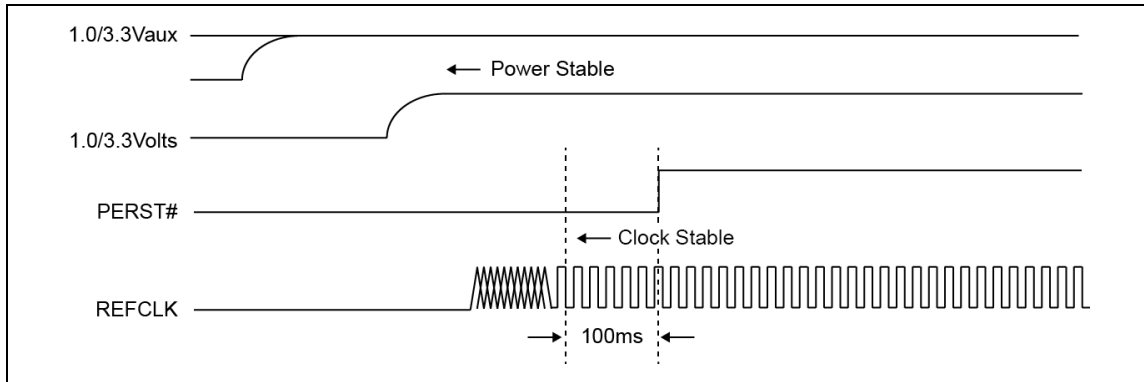 1.0/3.3Vaux
Power Stable
1.0/3.3Volts
PERST#
Clock Stable
REFCLK
100ms